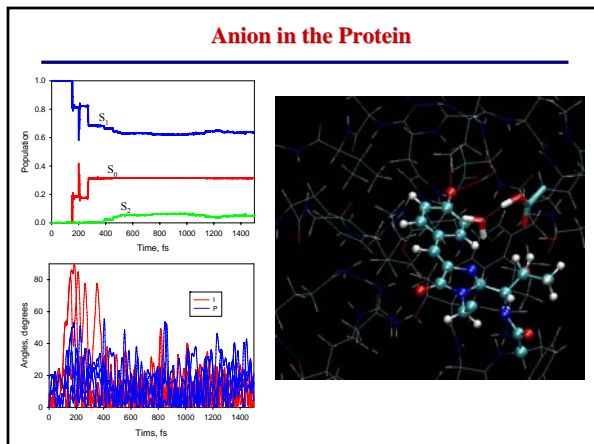 Anion in the Protein
1.0
0.8
0.6
0.4
0.2
0.0
Population
S1
S0
S2
0 200 400 600 800 1000 1200 1400
Time, fs
80
60
40
20
0
Angles, degrees
I
P
0 200 400 600 800 1000 1200 1400
Tims, fs